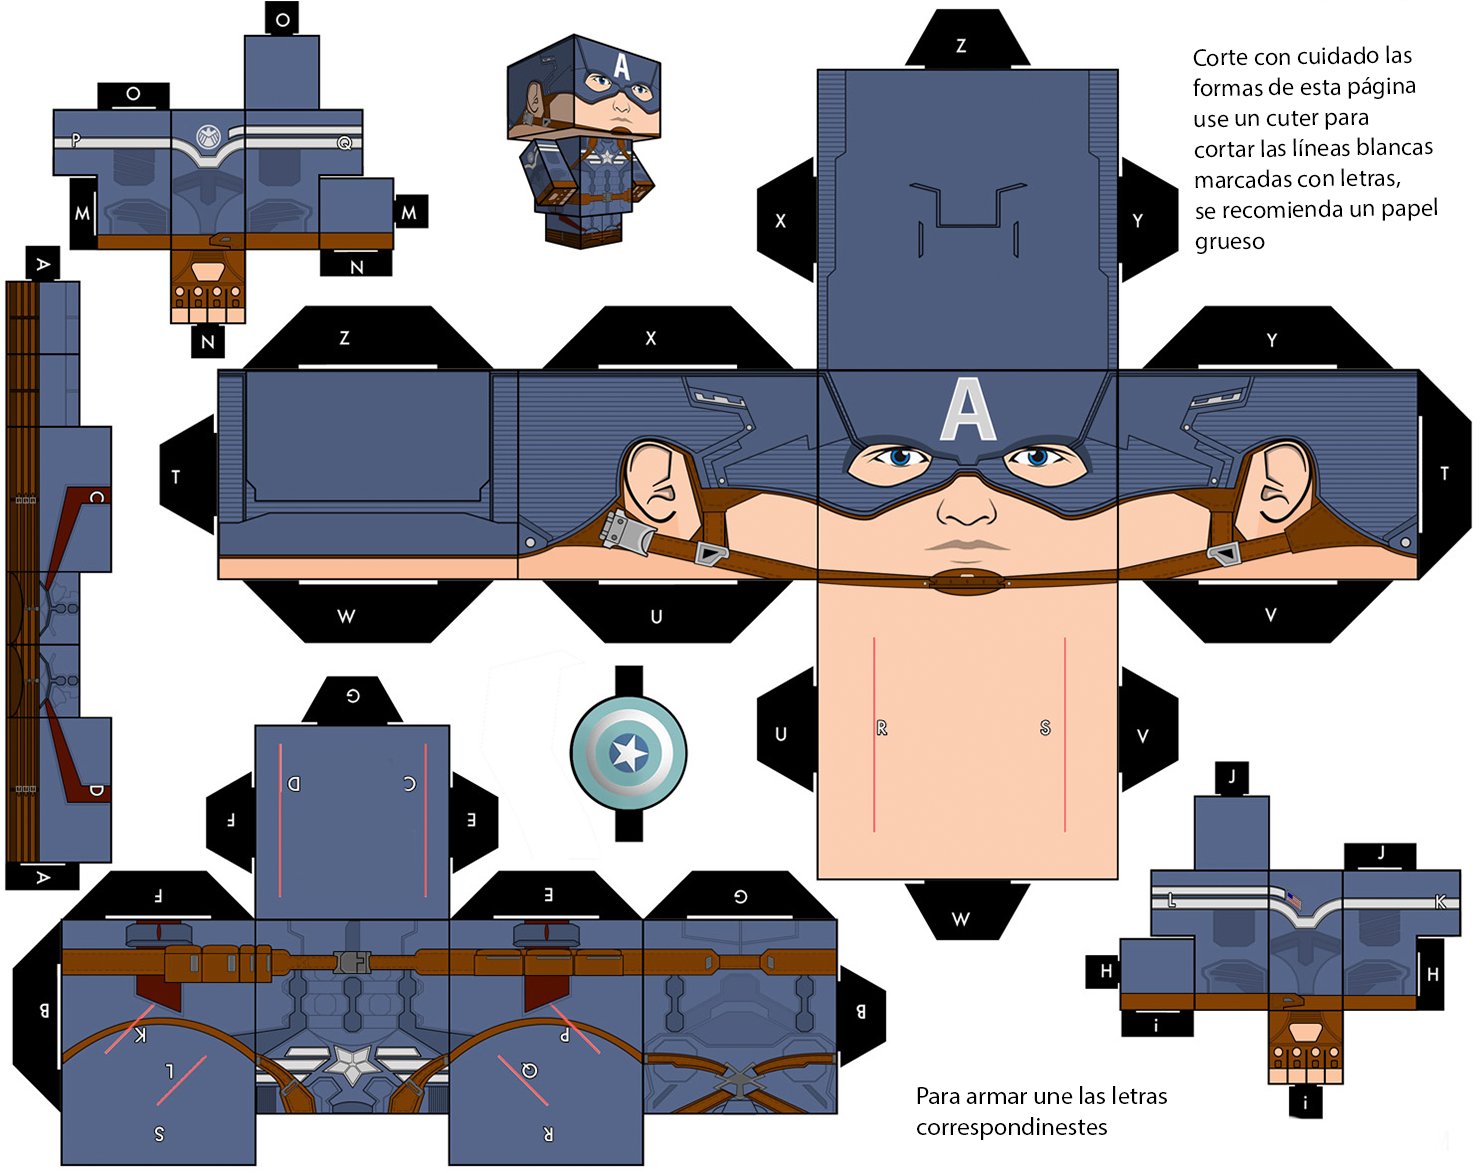 O
O
P
Q
M
M
N
N
A
A
A
Corte con cuidado las
formas de esta página
use un cuter para
cortar las líneas blancas
marcadas con letras,
se recomienda un papel
grueso
Z
X
Y
Z
X
Y
A
T
T
W
U
V
C
D
A
U
R
S
V
W
G
D
C
F
E
F
E
G
B
K
P
B
L
Q
S
R
J
J
L
K
H
H
i
i
Para armar une las letras
correspondinestes